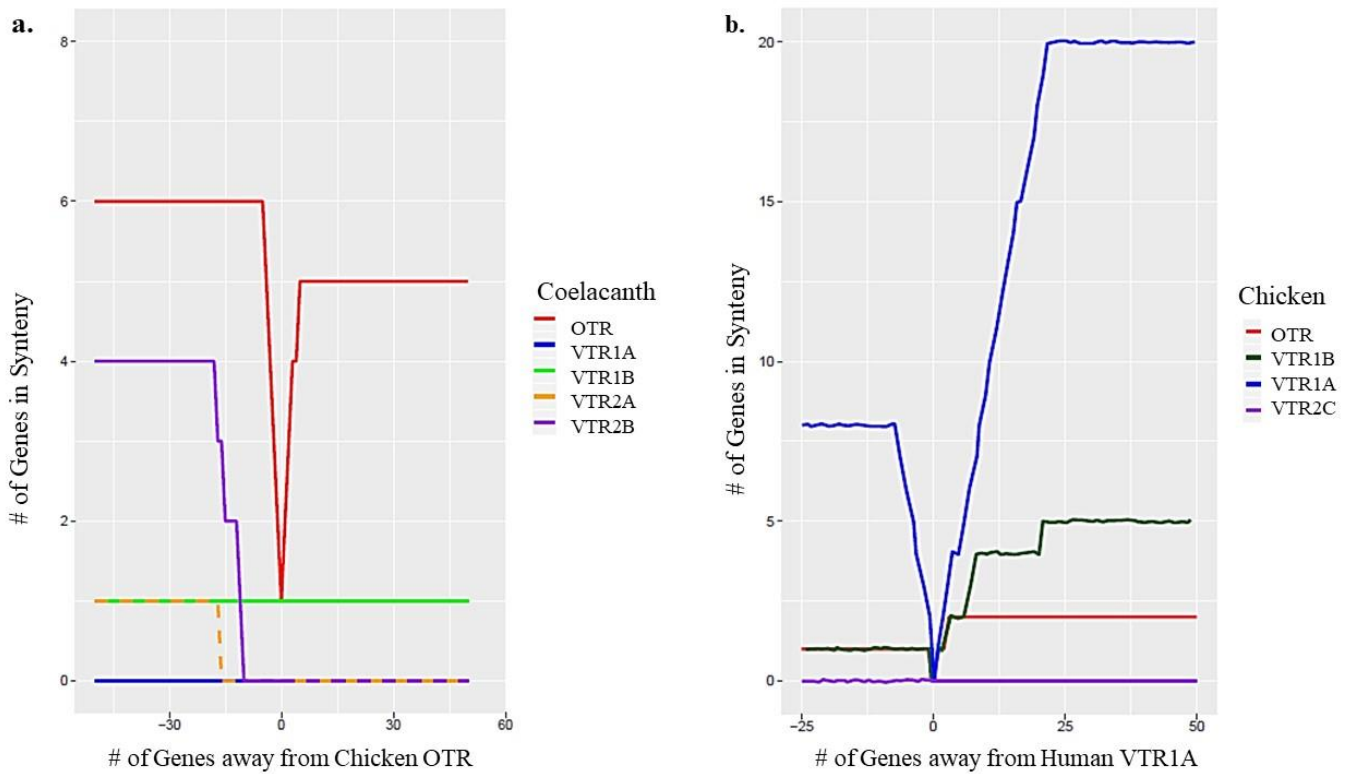 a.
8
6
4
2
0
−30
0
30
60
# of Genes in Synteny
# of Genes away from Chicken OTR
Coelacanth
OTR
VTR1A
VTR1B
VTR2A
VTR2B
b.
20
15
10
5
0
−25
0
25
50
# of Genes in Synteny
# of Genes away from Human VTR1A
Chicken
OTR
VTR1B
VTR1A
VTR2C